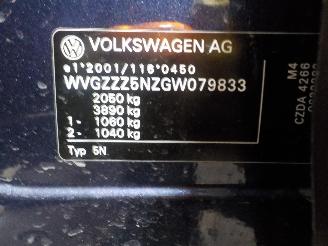 VOLKSWAGEN AG
e1*2001/116*0450
WVGZZZ5NZGW079833
2050 kg
3890 kg
1- 1060 kg
2- 1040 kg
Typ 5N
M4
CZDA 4266